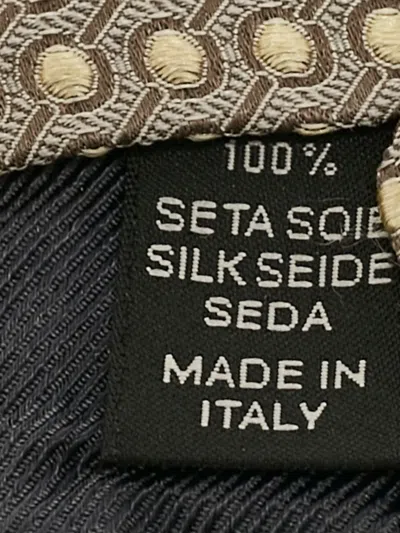 100%
SETA SOIE
SILK SEIDE
SEDA
MADE IN
ITALY